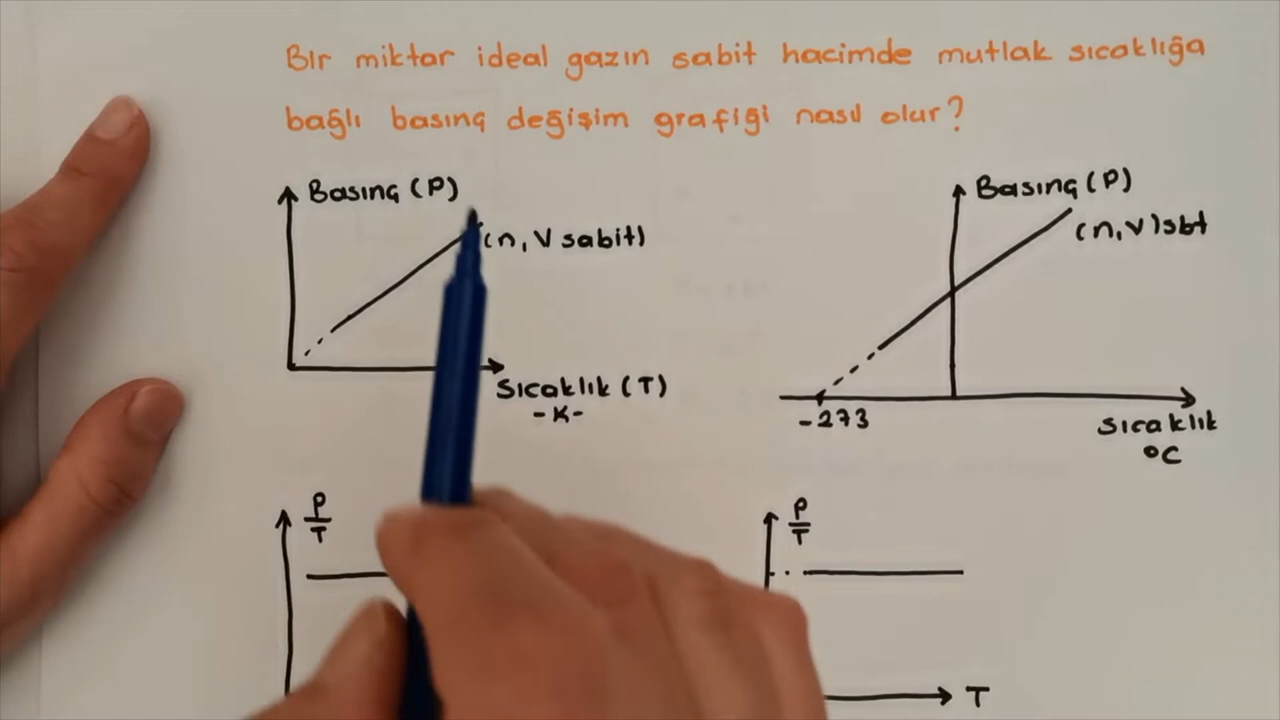 Bir miktar ideal gazın sabit hacimde mutlak sıcaklığa
bağlı basınç değişim grafiği nasıl olur?
Basınç (P)
(n, V sabit)
Sıcaklık (T)
-K-
Basınç (P)
(n, V) sbt
-273
Sıcaklık
°C
P
T
P
T
T